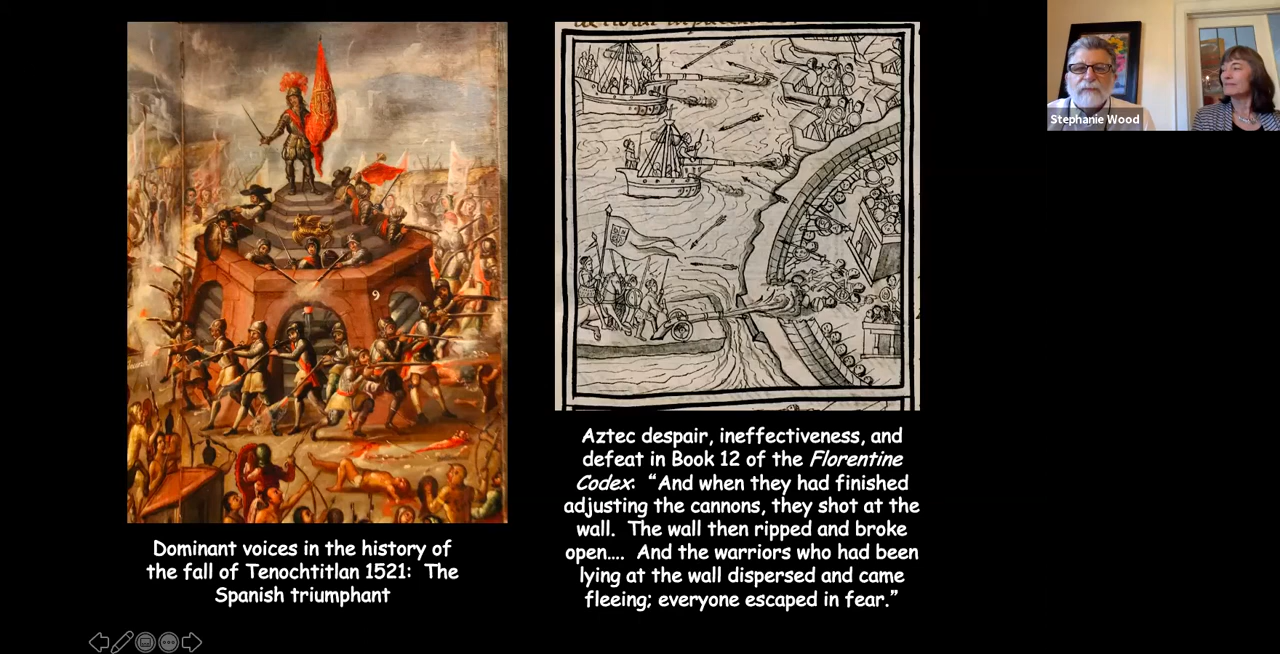 Stephanie Wood
9
Dominant voices in the history of
the fall of Tenochtitlan 1521:  The
Spanish triumphant
Aztec despair, ineffectiveness, and
defeat in Book 12 of the Florentine
Codex:  “And when they had finished
adjusting the cannons, they shot at the
wall.  The wall then ripped and broke
open.... And the warriors who had been
lying at the wall dispersed and came
fleeing; everyone escaped in fear.”